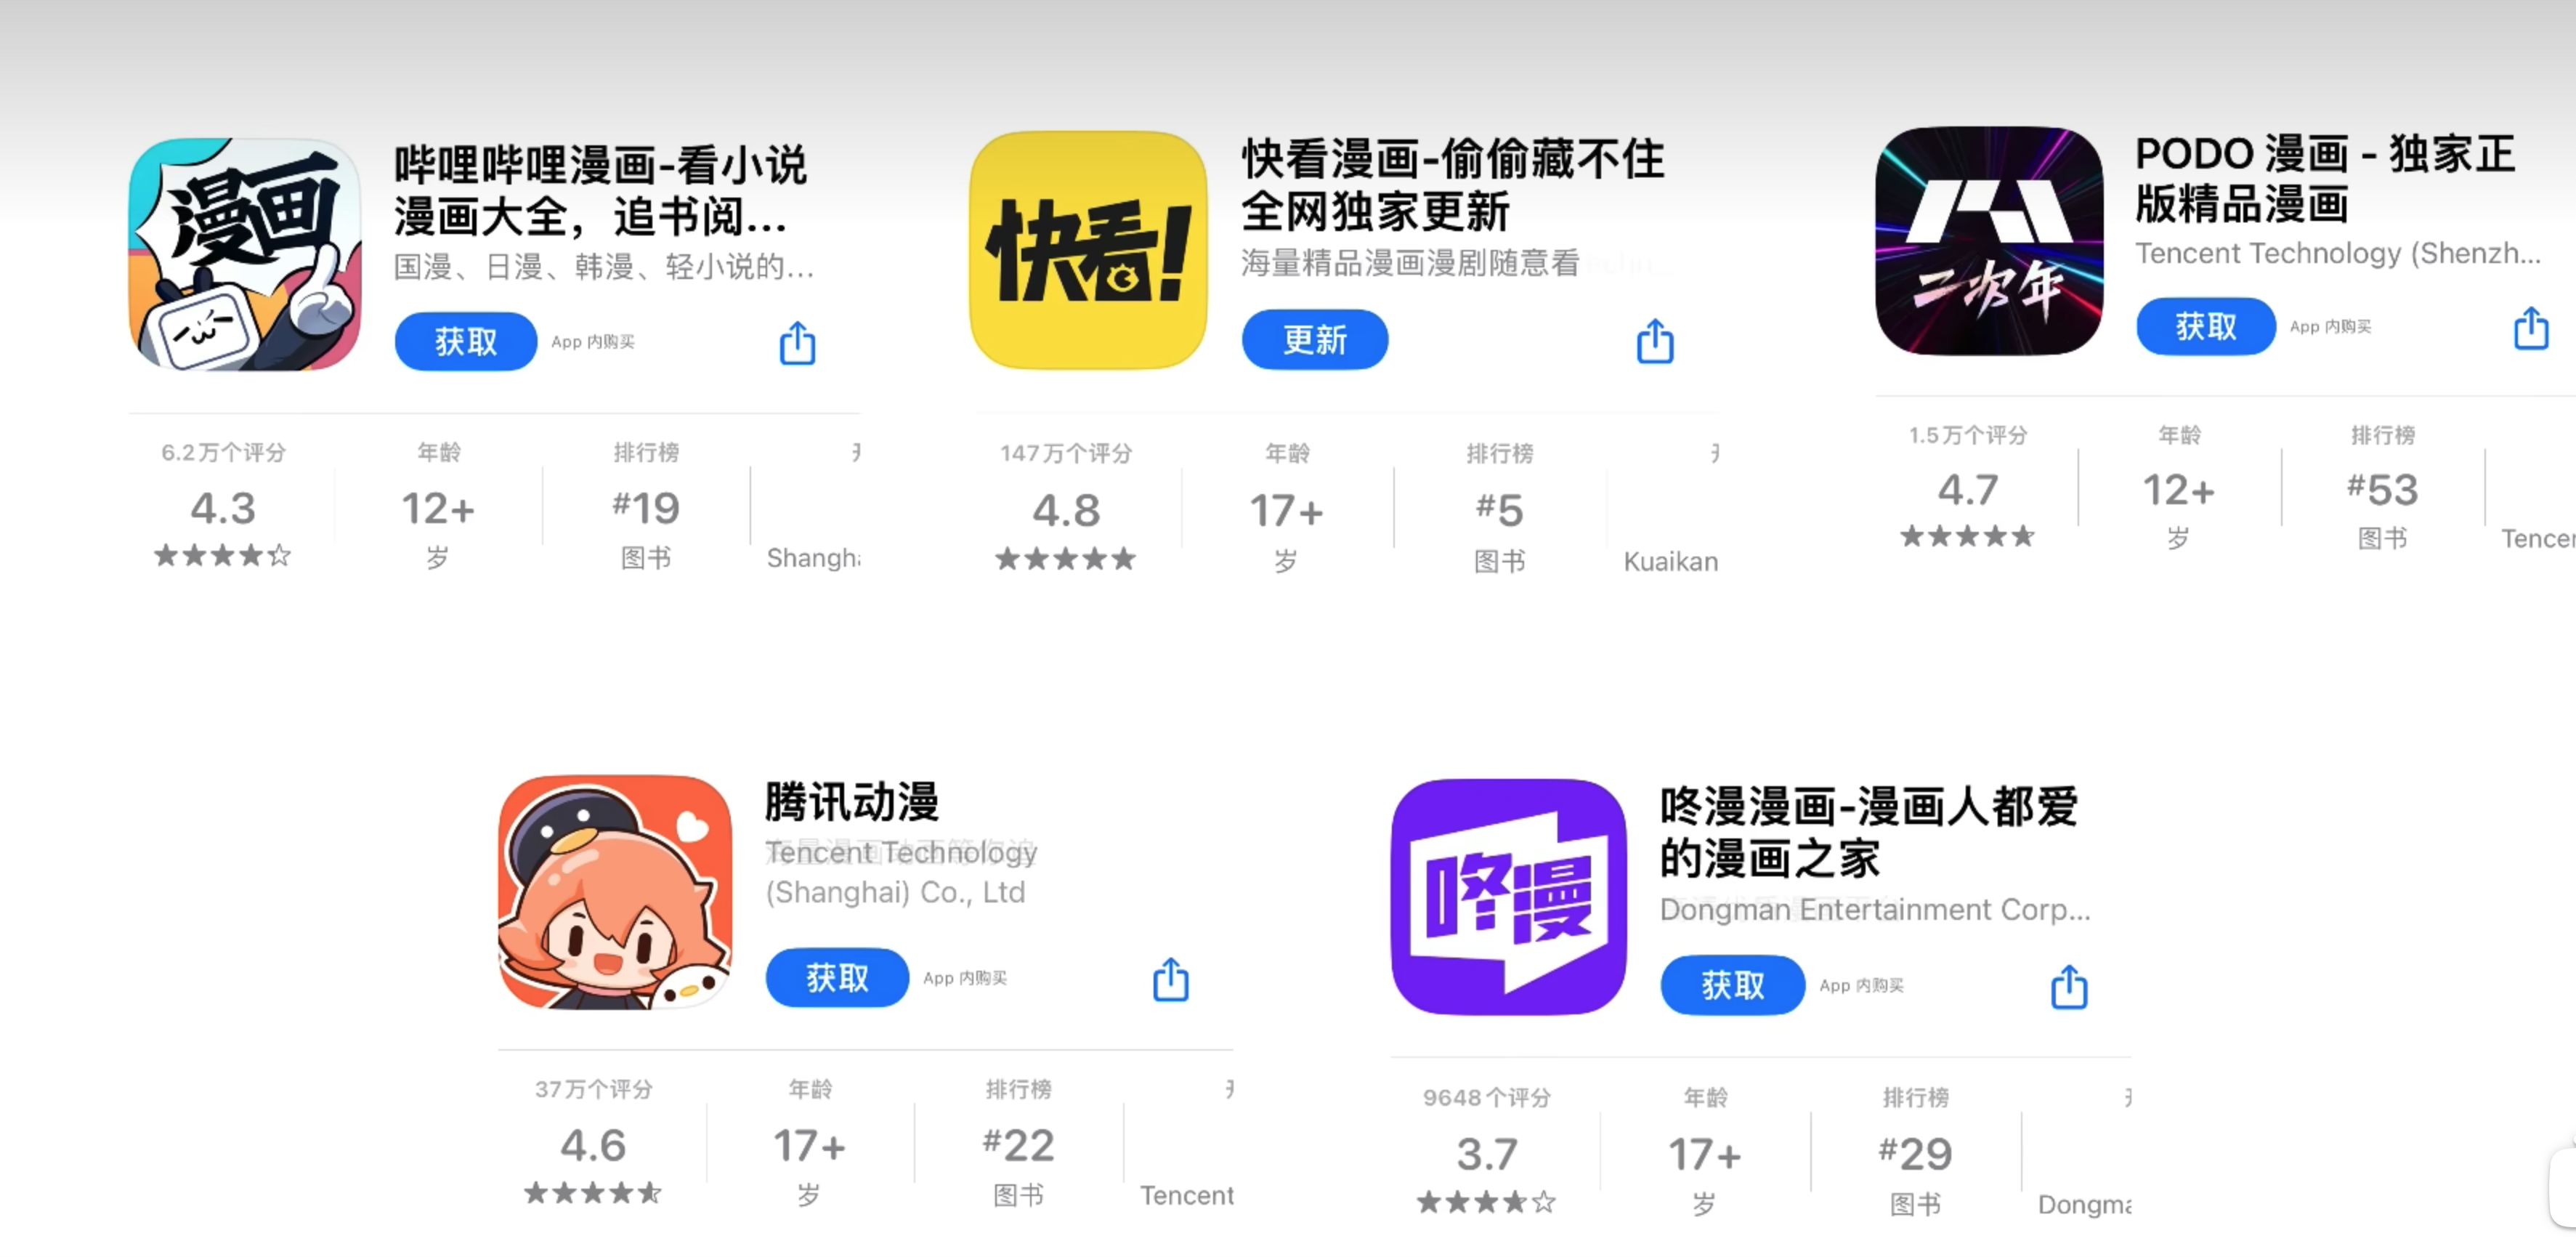 漫画
哔哩哔哩漫画-看小说
漫画大全，追书阅...
国漫、日漫、韩漫、轻小说的...
获取
App 内购买
6.2万个评分
4.3
年龄
12+
岁
排行榜
#19
图书
快看!
快看漫画-偷偷藏不住
全网独家更新
海量精品漫画漫剧随意看
更新
147万个评分
4.8
年龄
17+
岁
排行榜
#5
图书
Kuaikan
二次年
PODO 漫画 - 独家正
版精品漫画
Tencent Technology (Shenzh...
获取
App 内购买
1.5万个评分
4.7
年龄
12+
岁
排行榜
#53
图书
腾讯动漫
Tencent Technology
(Shanghai) Co., Ltd
获取
App 内购买
37万个评分
4.6
年龄
17+
岁
排行榜
#22
图书
Tencent
咚漫
咚漫漫画-漫画人都爱
的漫画之家
Dongman Entertainment Corp...
获取
App 内购买
9648个评分
3.7
年龄
17+
岁
排行榜
#29
图书